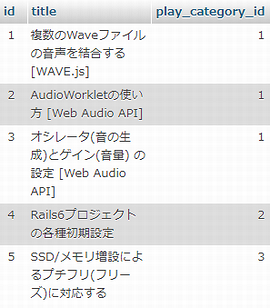 id title play_category_id
1 複数のWaveファイル 1
の音声を結合する
[WAVE.js]
2 AudioWorkletの使い 1
方 [Web Audio API]
3 オシレータ(音の生 1
成)とゲイン(音量) の
設定 [Web Audio
API]
4 Rails6プロジェクト 2
の各種初期設定
5 SSD/メモリ増設によ 3
るプチフリ(フリー
ズ)に対応する